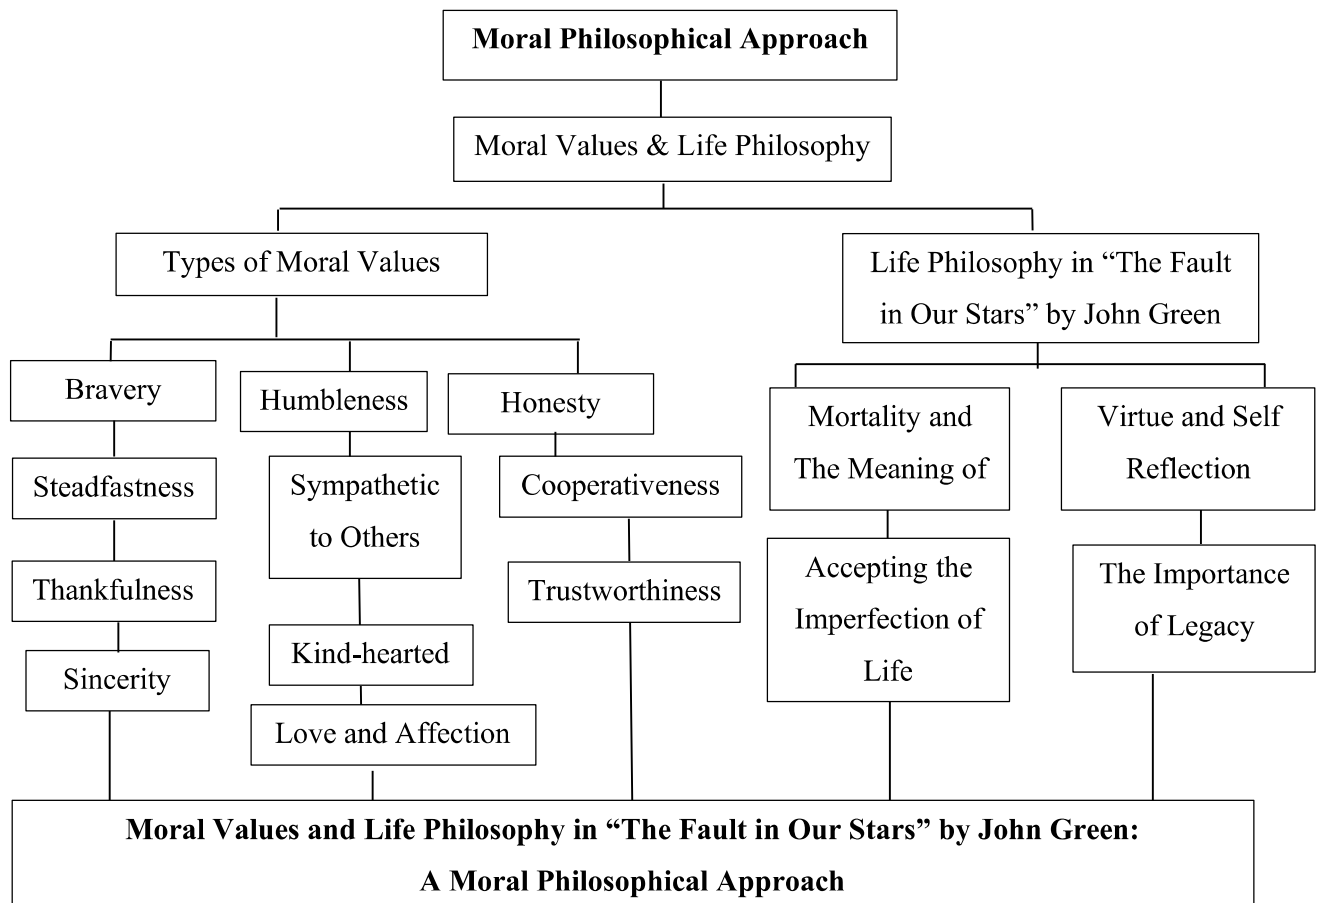 Moral Philosophical Approach
Moral Values & Life Philosophy
Types of Moral Values
Life Philosophy in “The Fault
in Our Stars” by John Green
Bravery
Humbleness
Honesty
Mortality and
The Meaning of
Virtue and Self
Reflection
Steadfastness
Sympathetic
to Others
Cooperativeness
Accepting the
Imperfection of
Life
The Importance
of Legacy
Thankfulness
Trustworthiness
Kind-hearted
Sincerity
Love and Affection
Moral Values and Life Philosophy in “The Fault in Our Stars” by John Green:
A Moral Philosophical Approach